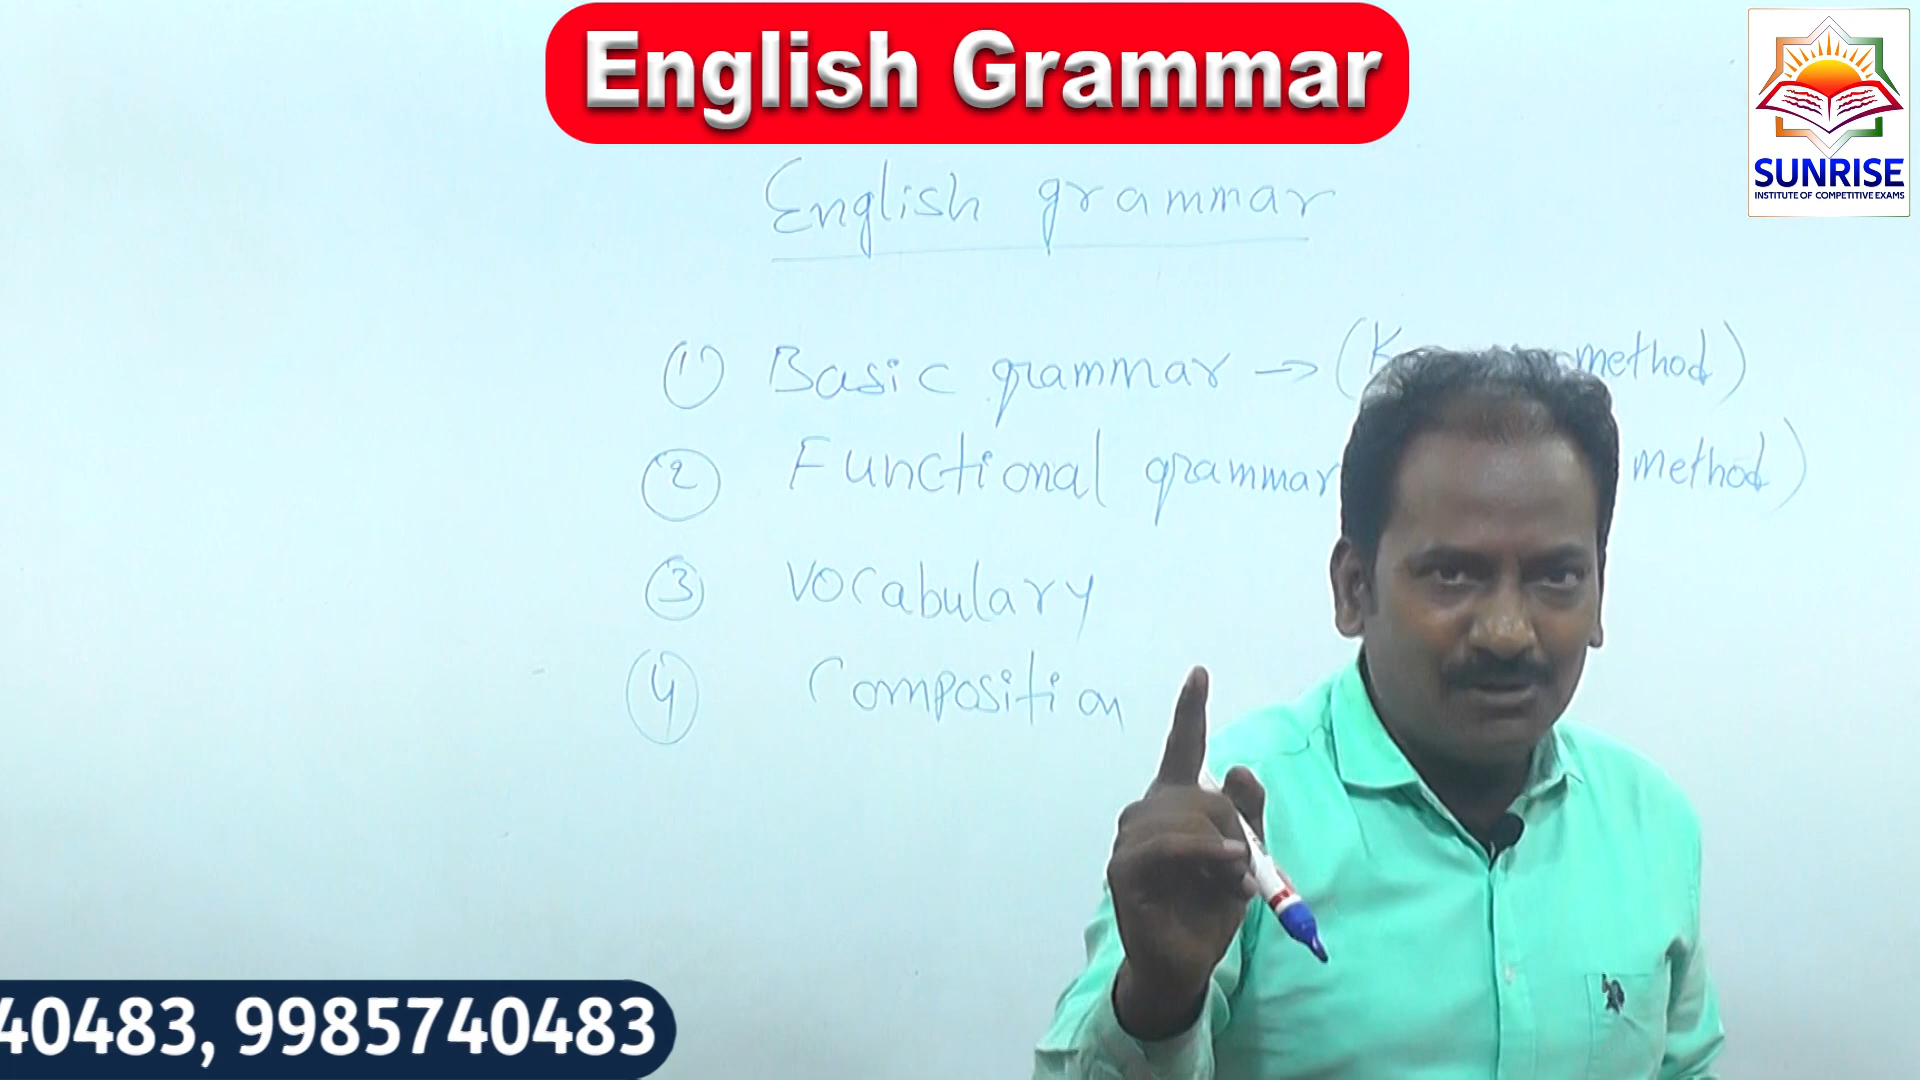 English Grammar
SUNRISE
INSTITUTE OF COMPETITIVE EXAMS
English grammar
1 Basic grammar → ( method)
2 Functional grammar method)
3 vocabulary
4 Composition
40483, 9985740483